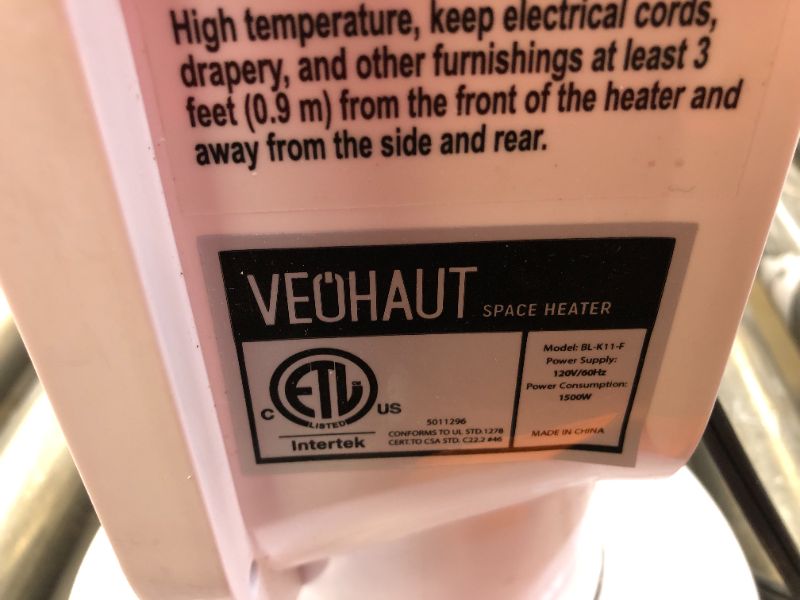 High temperature, keep electrical cords,
drapery, and other furnishings at least 3
feet (0.9 m) from the front of the heater and
away from the side and rear.
VEOHAUT SPACE HEATER
ETL
CM
LISTED
C US
Intertek
5011296
CONFORMS TO UL STD.1278
CERT.TO CSA STD. C22.2 #46
Model: BL-K11-F
Power Supply:
120V/60Hz
Power Consumption:
1500W
MADE IN CHINA